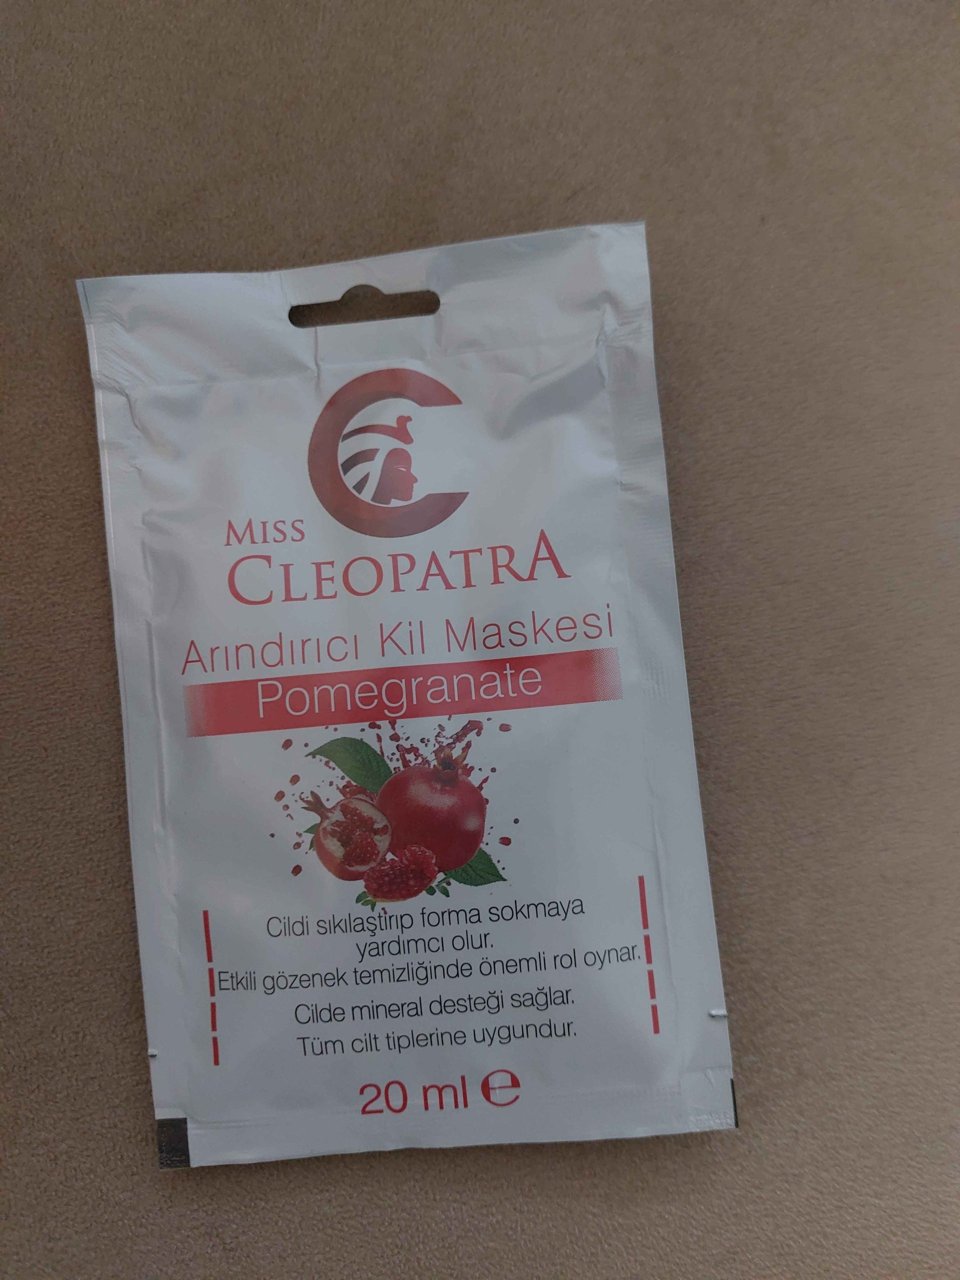 MISS
CLEOPATRA
Arındırıcı Kil Maskesi
Pomegranate
Cildi sıkılaştırıp forma sokmaya
yardımcı olur.
Etkili gözenek temizliğinde önemli rol oynar.
Cilde mineral desteği sağlar.
Tüm cilt tiplerine uygundur.
20 ml ℮